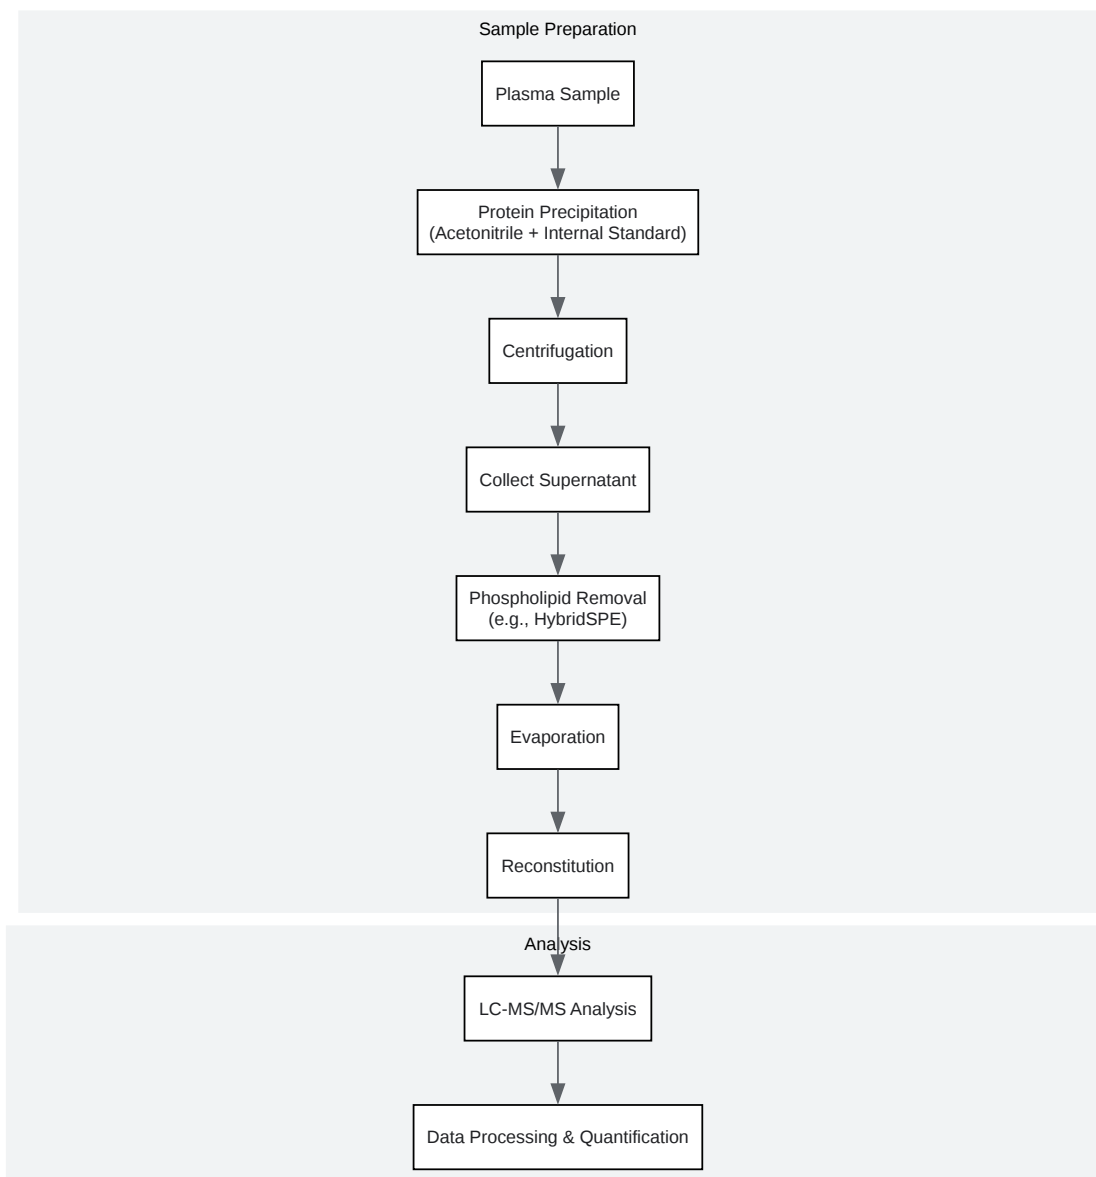 Sample Preparation
Plasma Sample
Protein Precipitation
(Acetonitrile + Internal Standard)
Centrifugation
Collect Supernatant
Phospholipid Removal
(e.g., HybridSPE)
Evaporation
Reconstitution
Analysis
LC-MS/MS Analysis
Data Processing & Quantification